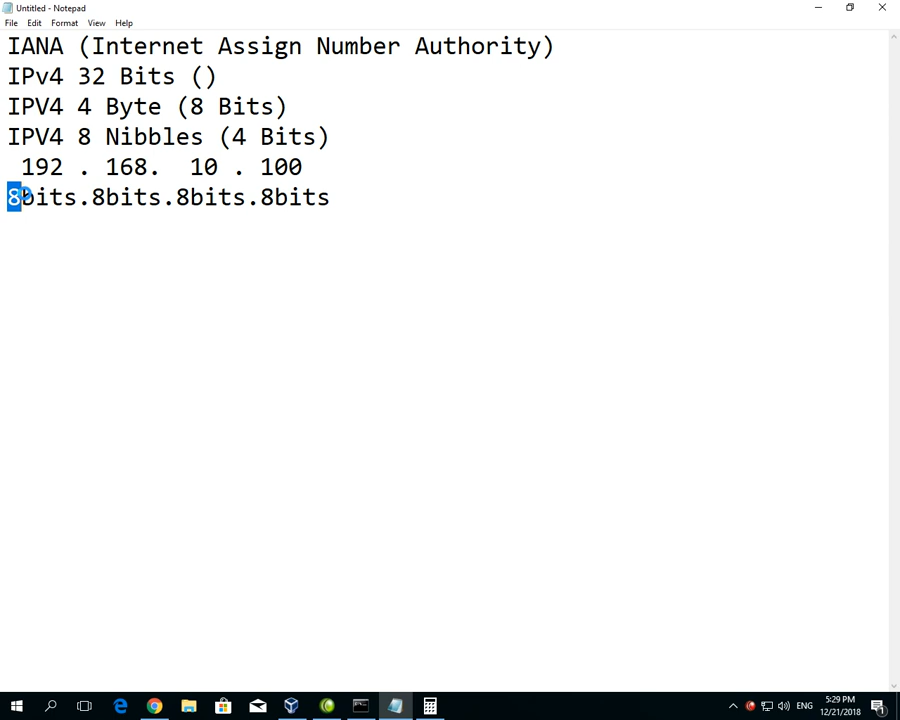 Untitled - Notepad
File Edit Format View Help
IANA (Internet Assign Number Authority)
IPv4 32 Bits ()
IPV4 4 Byte (8 Bits)
IPV4 8 Nibbles (4 Bits)
192 . 168. 10 . 100
8bits.8bits.8bits.8bits
ENG
5:29 PM
12/21/2018